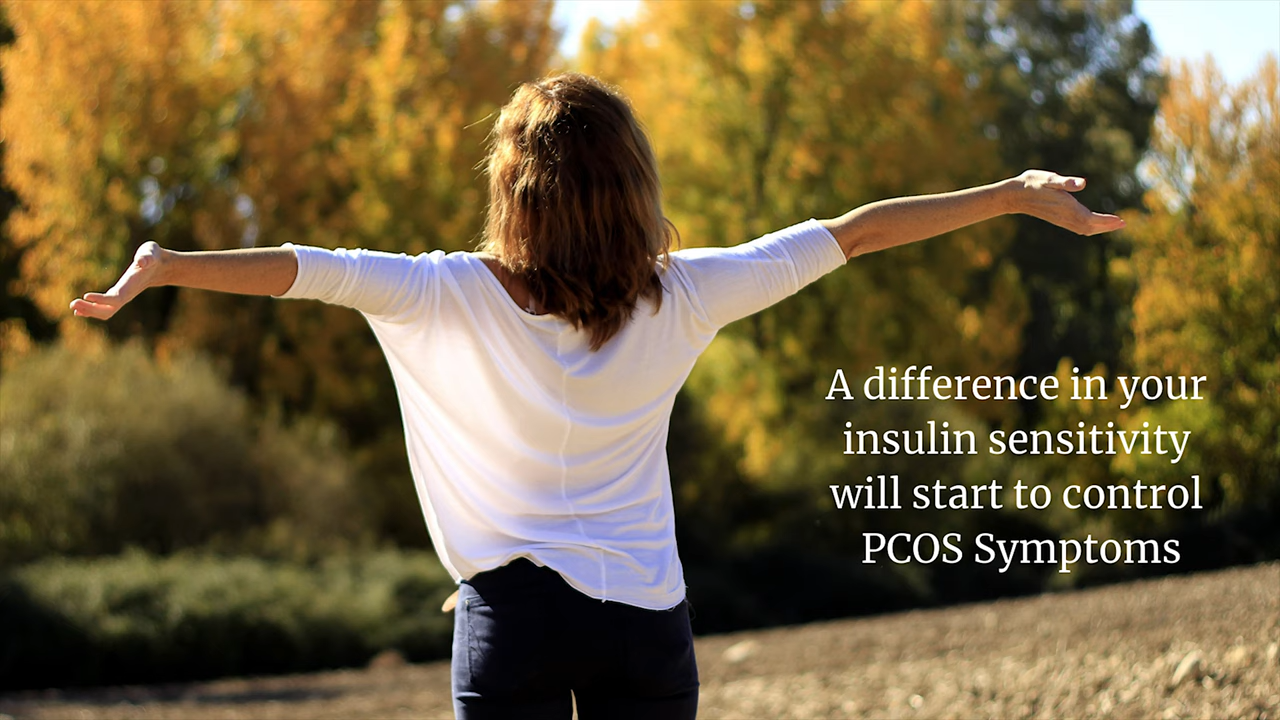 A difference in your
insulin sensitivity
will start to control
PCOS Symptoms